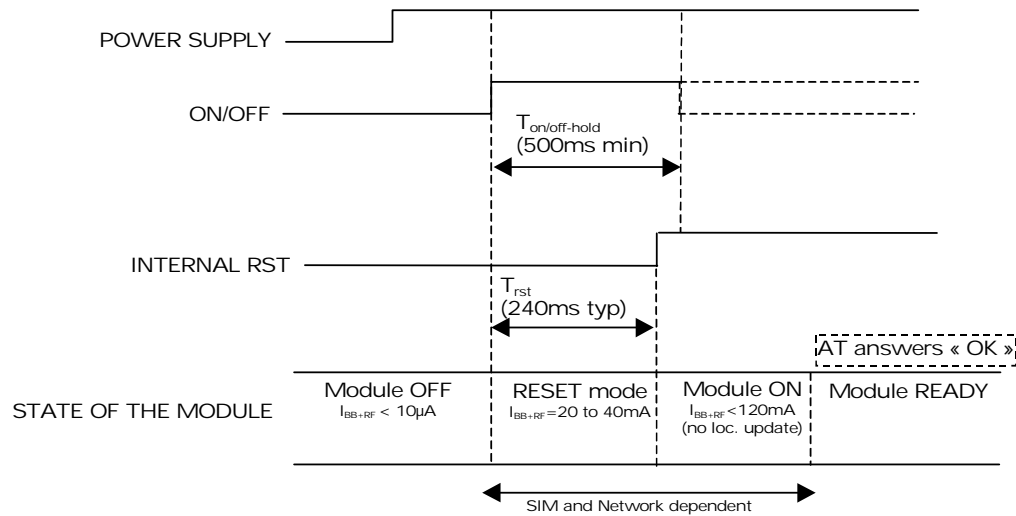 POWER SUPPLY
ON/OFF
Ton/off-hold
(500ms min)
INTERNAL RST
Trst
(240ms typ)
AT answers « OK »
STATE OF THE MODULE
Module OFF
IBB+RF < 10µA
RESET mode
IBB+RF=20 to 40mA
Module ON
IBB+RF<120mA
(no loc. update)
Module READY
SIM and Network dependent